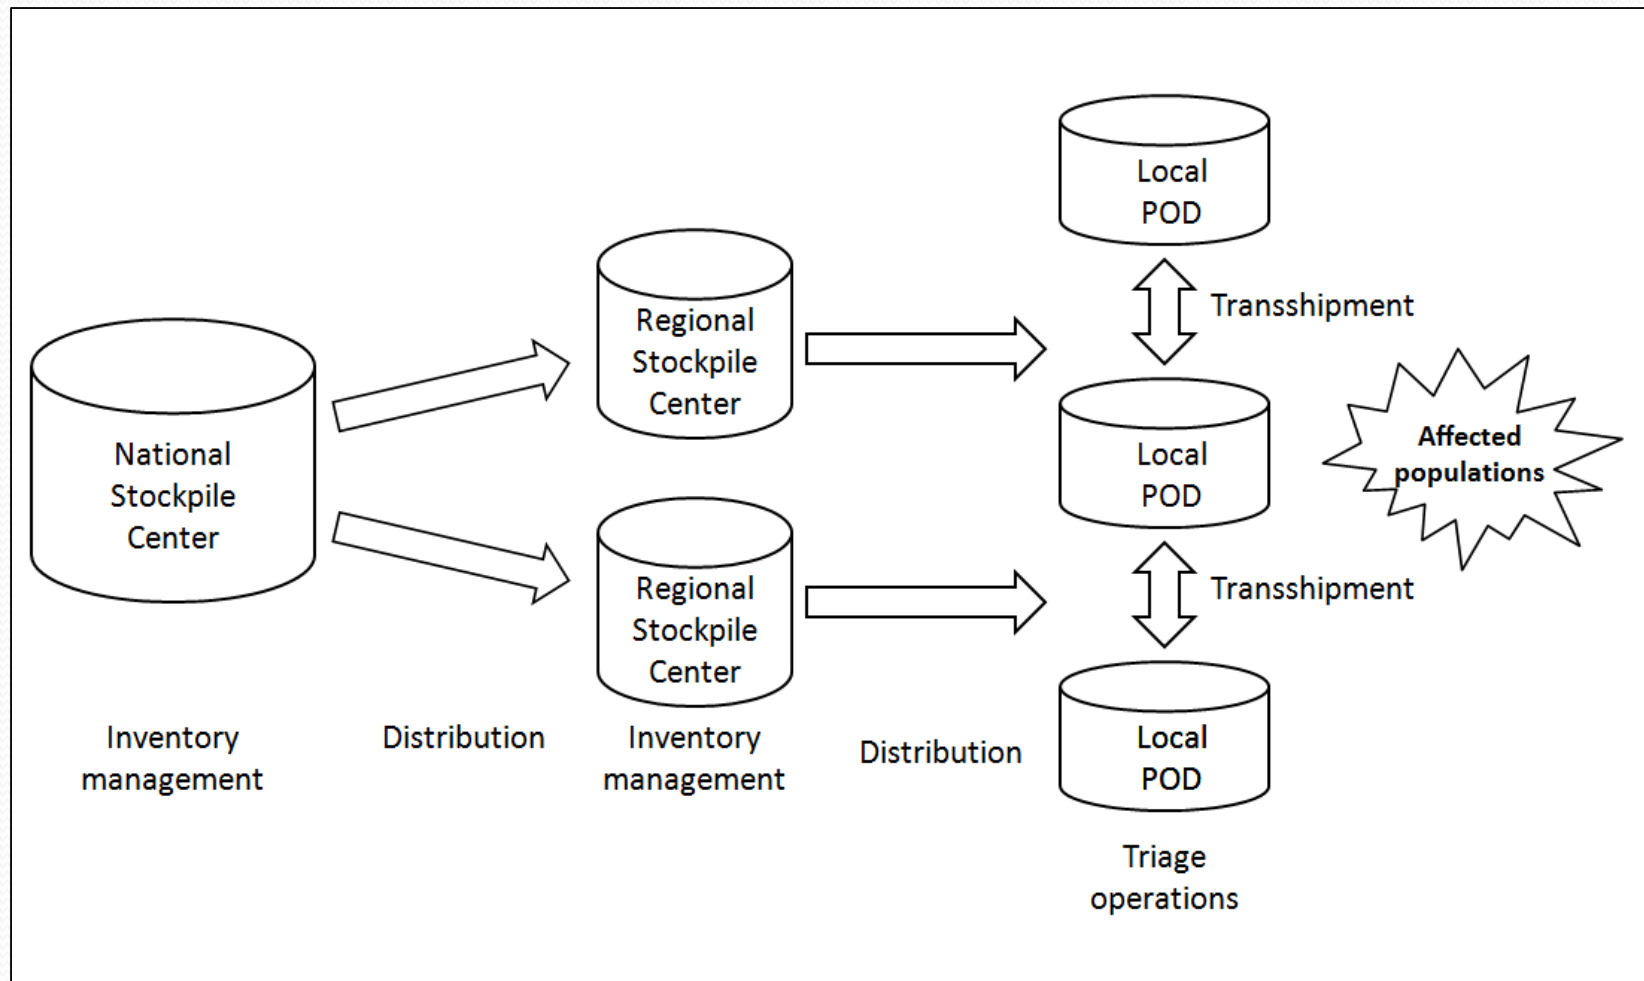 National
Stockpile
Center
Regional
Stockpile
Center
Regional
Stockpile
Center
Local
POD
Transshipment
Local
POD
Transshipment
Local
POD
Affected
populations
Inventory
management
Distribution
Inventory
management
Distribution
Triage
operations